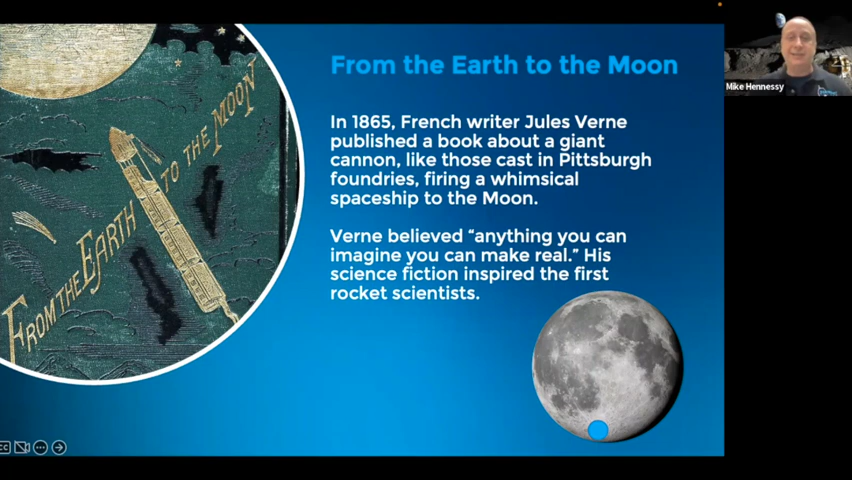 From the Earth to the Moon
In 1865, French writer Jules Verne
published a book about a giant
cannon, like those cast in Pittsburgh
foundries, firing a whimsical
spaceship to the Moon.
Verne believed “anything you can
imagine you can make real.” His
science fiction inspired the first
rocket scientists.
FROM THE EARTH
TO THE MOON
Mike Hennessy
CC